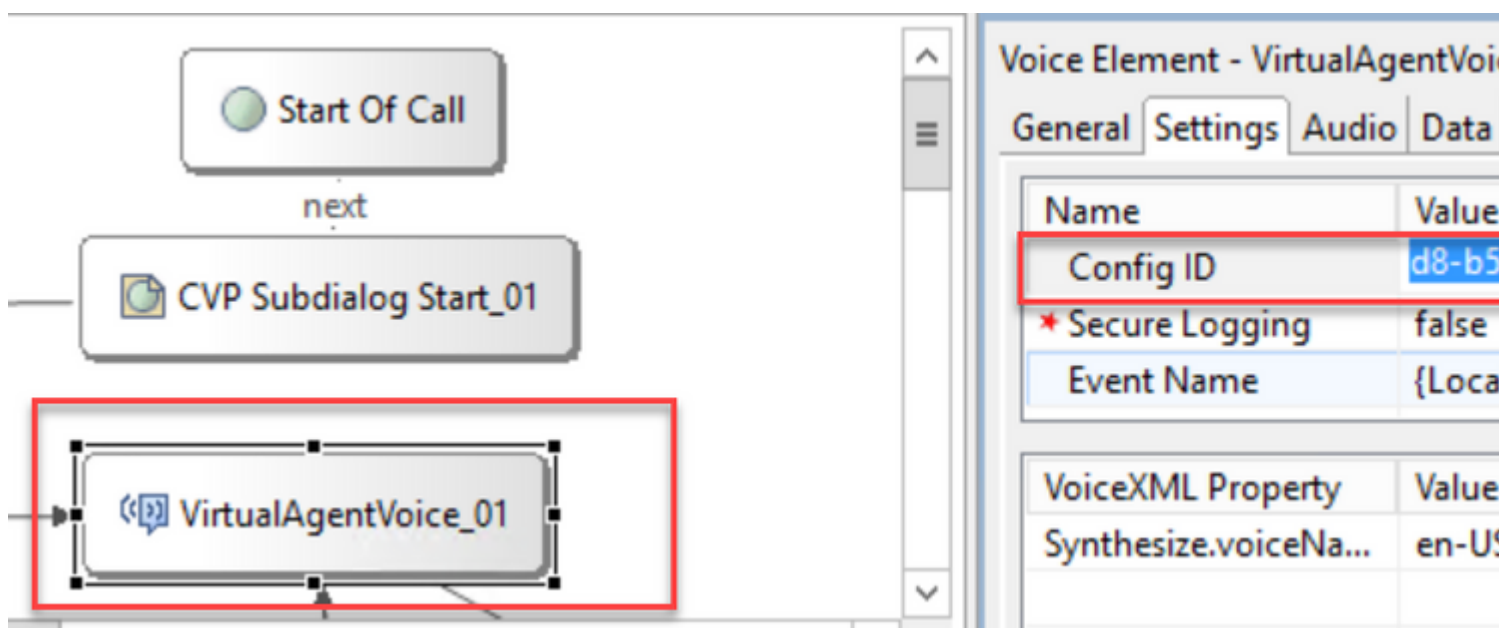 Start Of Call
next
CVP Subdialog Start_01
VirtualAgentVoice_01
Voice Element - VirtualAgentVoi
General Settings Audio Data
Name Value
Config ID d8-b5
* Secure Logging false
Event Name {Loca
VoiceXML Property Value
Synthesize.voiceNa... en-US